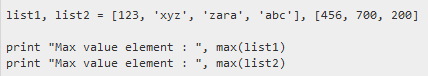 list1, list2 = [123, 'xyz', 'zara', 'abc'], [456, 700, 200]
print "Max value element : ", max(list1)
print "Max value element : ", max(list2)